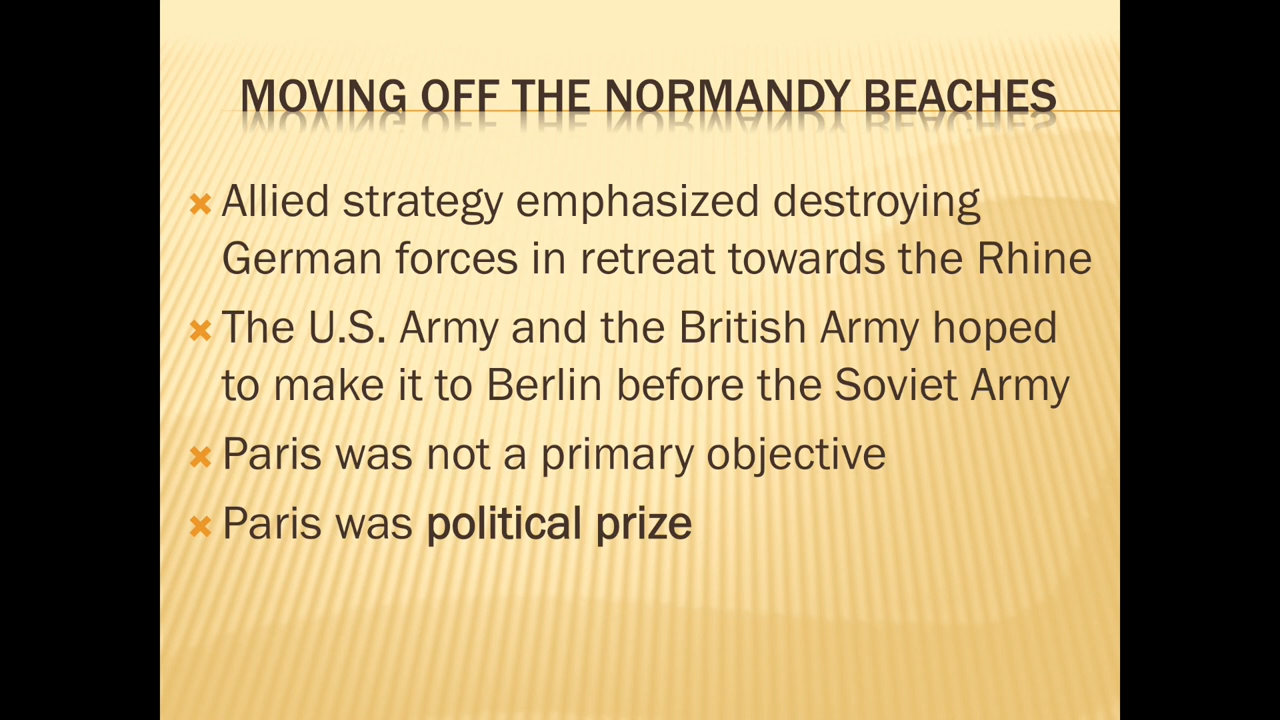 MOVING OFF THE NORMANDY BEACHES
Allied strategy emphasized destroying
German forces in retreat towards the Rhine
The U.S. Army and the British Army hoped
to make it to Berlin before the Soviet Army
Paris was not a primary objective
Paris was political prize